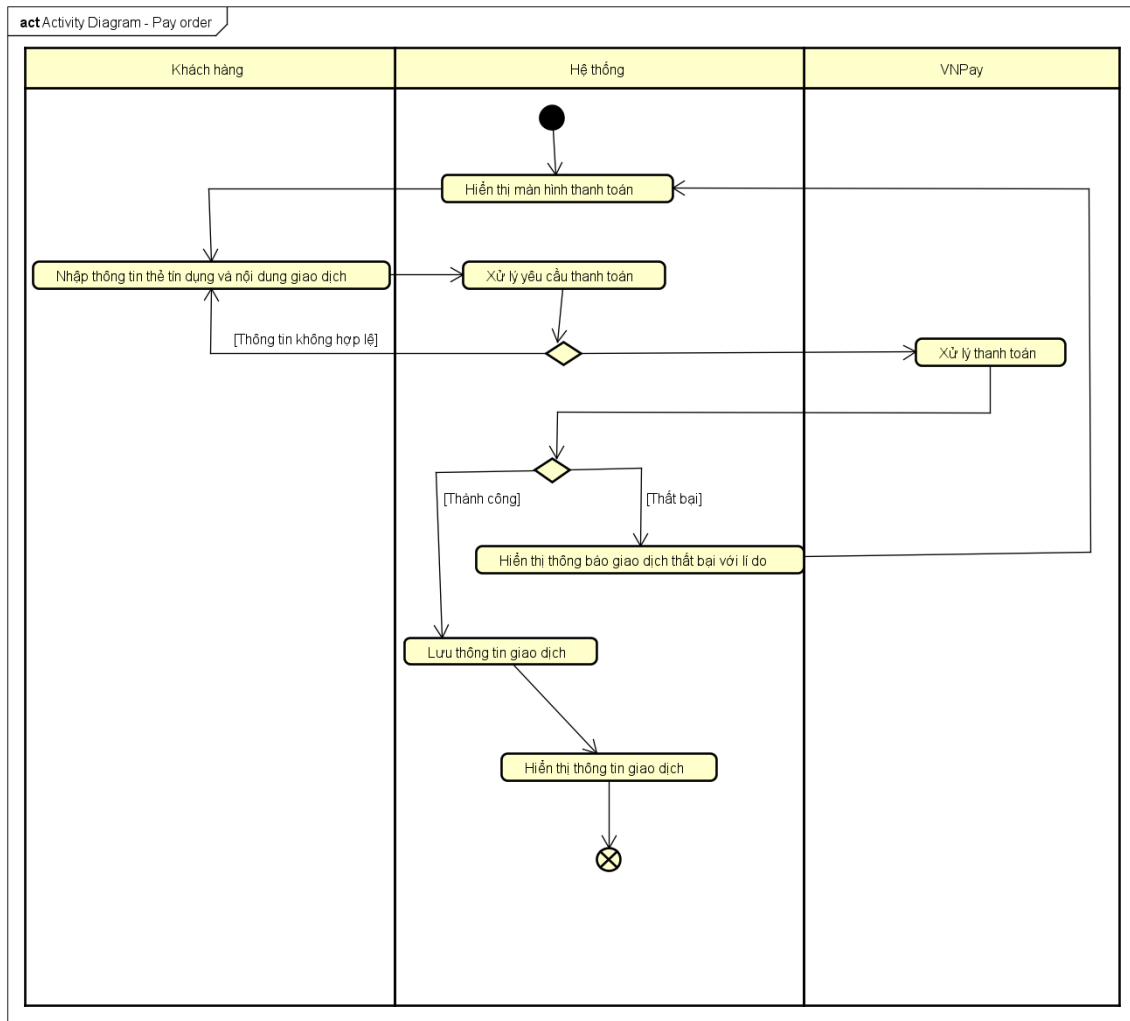 act Activity Diagram - Pay order
Khách hàng
Hệ thống
VNPay
Hiển thị màn hình thanh toán
Nhập thông tin thẻ tín dụng và nội dung giao dịch
Xử lý yêu cầu thanh toán
[Thông tin không hợp lệ]
Xử lý thanh toán
[Thành công]
[Thất bại]
Hiển thị thông báo giao dịch thất bại với lí do
Lưu thông tin giao dịch
Hiển thị thông tin giao dịch